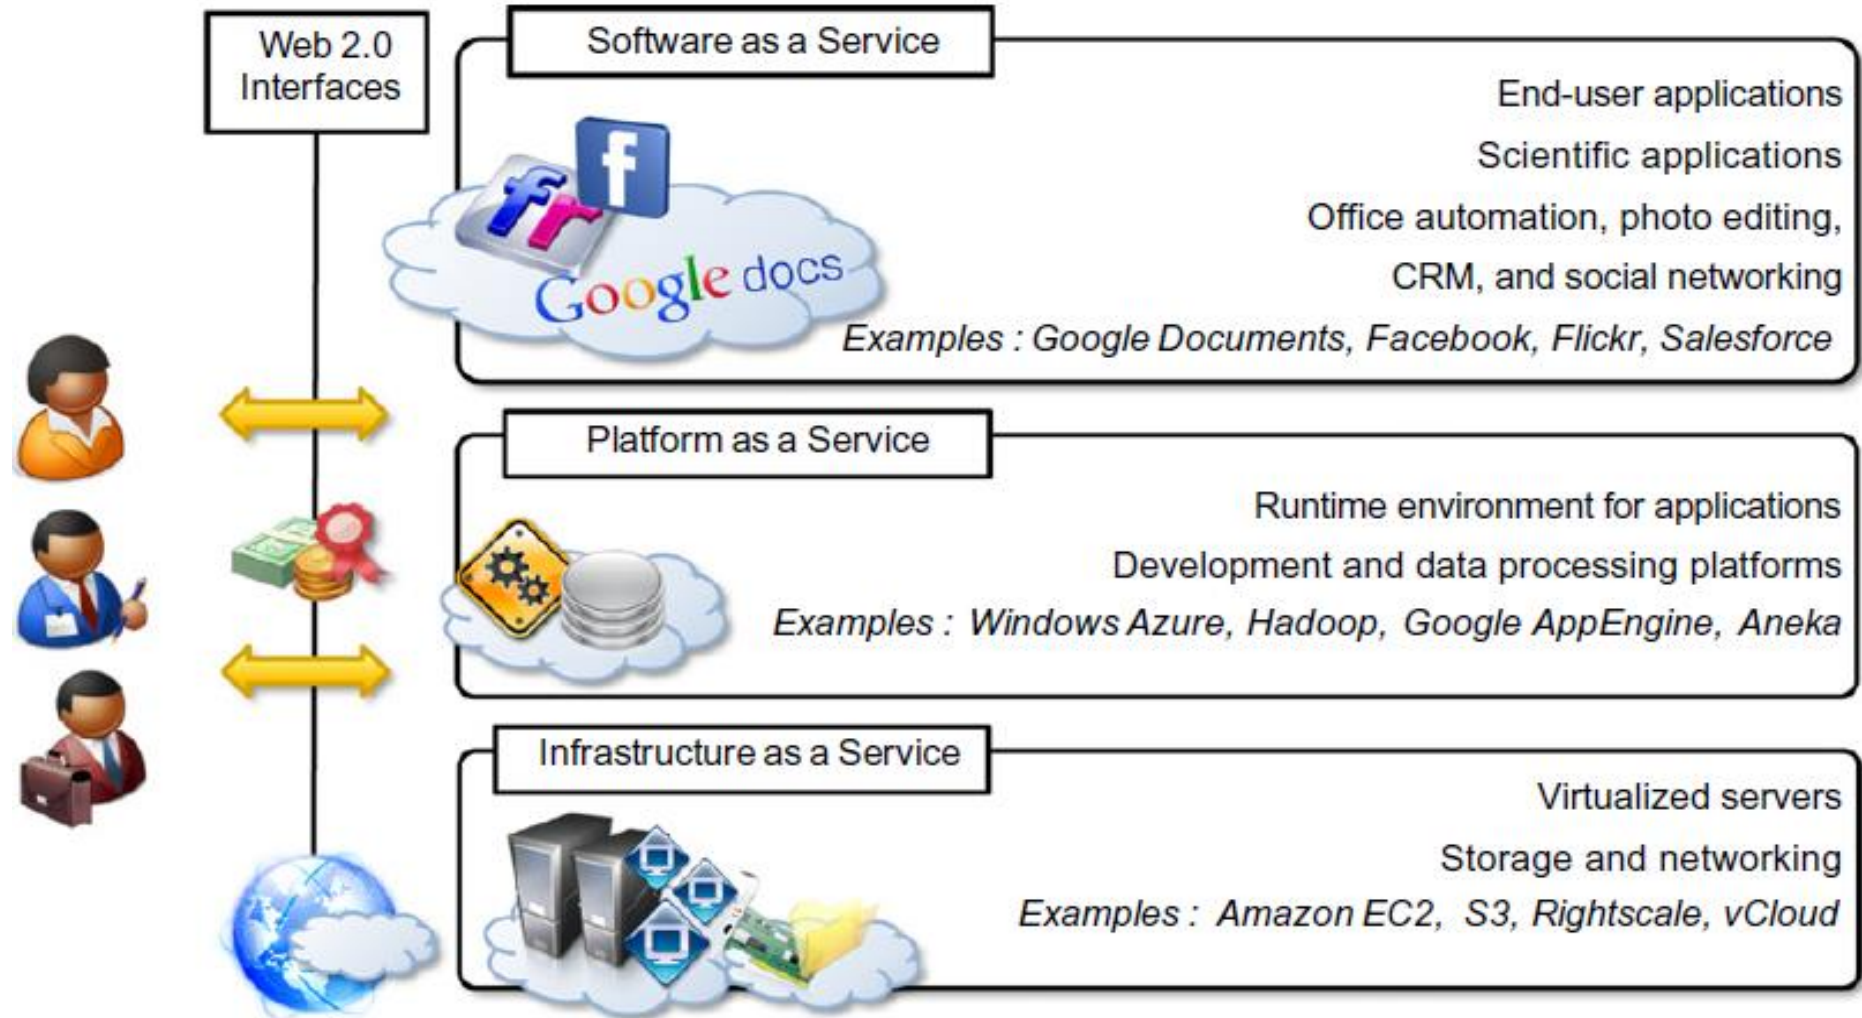 Web 2.0
Interfaces
Software as a Service
End-user applications
Scientific applications
Office automation, photo editing,
CRM, and social networking
f
fr
Google docs
Examples : Google Documents, Facebook, Flickr, Salesforce
Platform as a Service
Runtime environment for applications
Development and data processing platforms
Examples : Windows Azure, Hadoop, Google AppEngine, Aneka
Infrastructure as a Service
Virtualized servers
Storage and networking
Examples : Amazon EC2, S3, Rightscale, vCloud